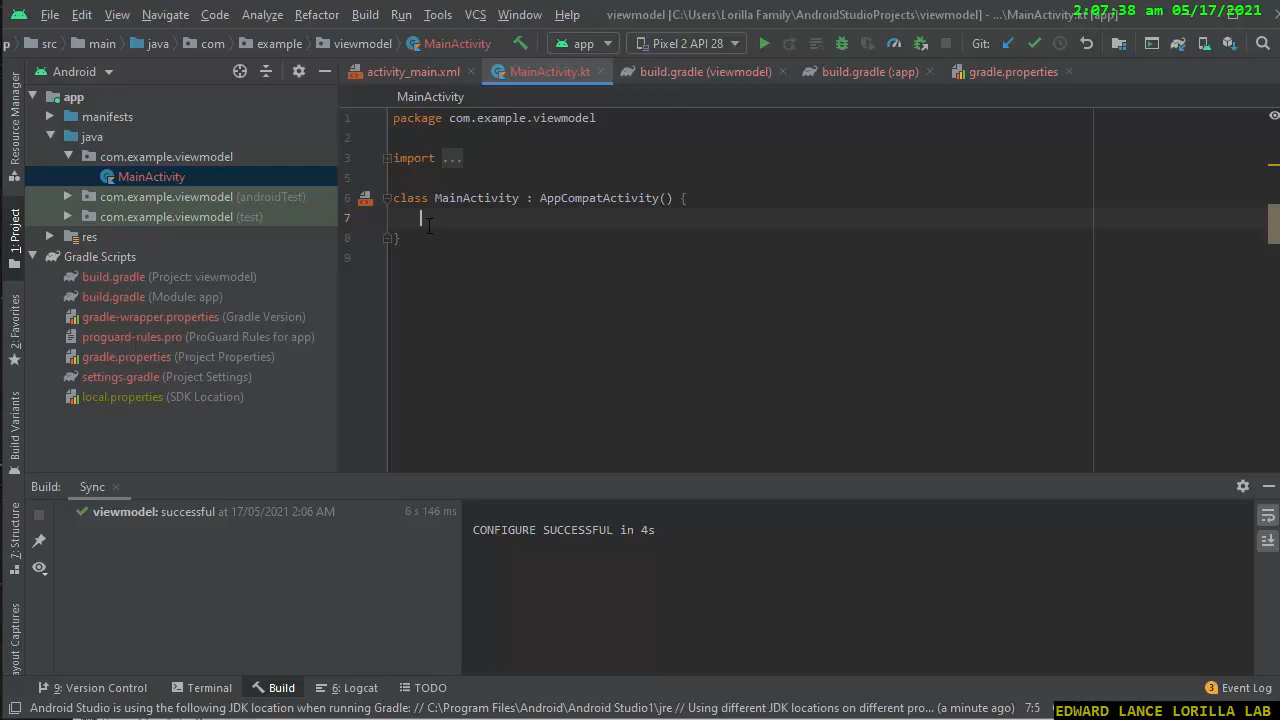 File Edit View Navigate Code Analyze Refactor Build Run Tools VCS Window Help viewmodel [C:\Users\Lorilla Family\AndroidStudioProjects\viewmodel] - ...\MainActivity.kt [app]
2:07:38 am 05/17/2021
p src main java com example viewmodel MainActivity app Pixel 2 API 28 Git:
Android
activity_main.xml MainActivity.kt build.gradle (viewmodel) build.gradle (:app) gradle.properties
Resource Manager
1: Project
2: Favorites
Build Variants
7: Structure
ayout Captures
app
manifests
java
com.example.viewmodel
MainActivity
com.example.viewmodel (androidTest)
com.example.viewmodel (test)
res
Gradle Scripts
build.gradle (Project: viewmodel)
build.gradle (Module: app)
gradle-wrapper.properties (Gradle Version)
proguard-rules.pro (ProGuard Rules for app)
gradle.properties (Project Properties)
settings.gradle (Project Settings)
local.properties (SDK Location)
MainActivity
1 package com.example.viewmodel
2
3 import ...
5
6 class MainActivity : AppCompatActivity() {
7
8 }
9
Build: Sync
viewmodel: successful at 17/05/2021 2:06 AM 6 s 146 ms
CONFIGURE SUCCESSFUL in 4s
9: Version Control Terminal Build 6: Logcat TODO 3 Event Log
Android Studio is using the following JDK location when running Gradle: // C:\Program Files\Android\Android Studio1\jre // Using different JDK locations on different pro... (a minute ago) 7:5
EDWARD LANCE LORILLA LAB